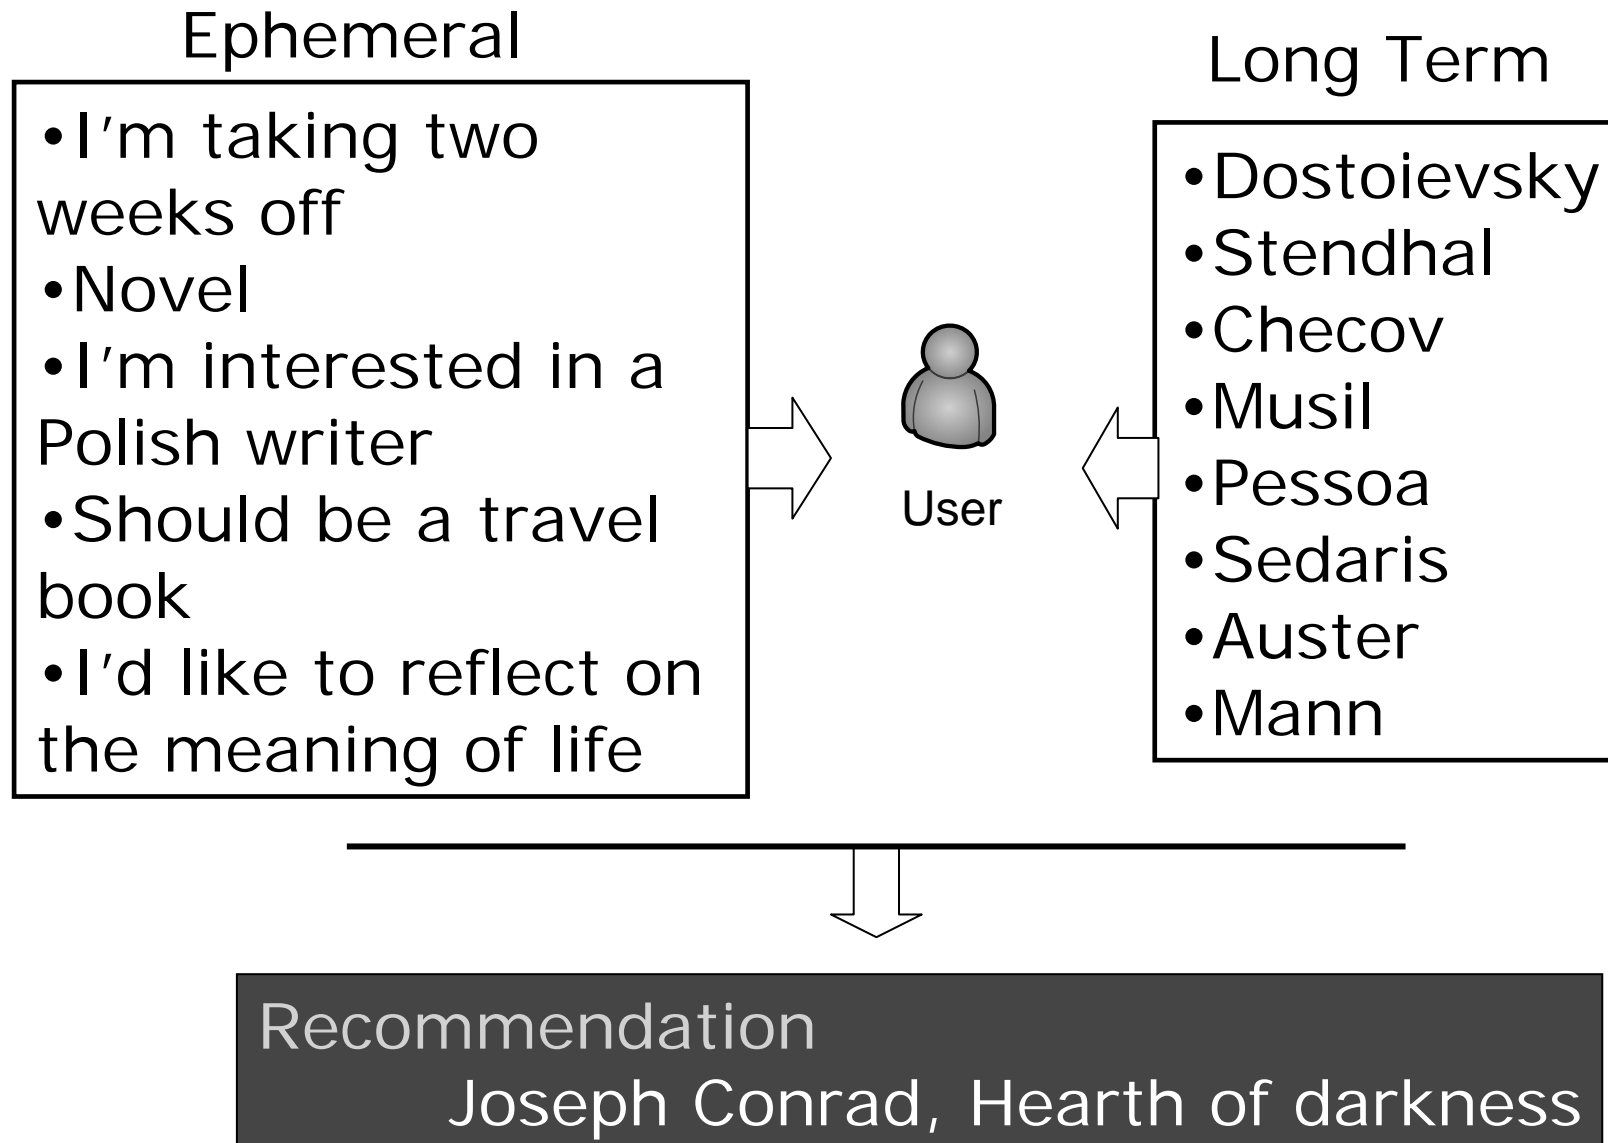 Ephemeral
•I'm taking two
weeks off
•Novel
•I'm interested in a
Polish writer
•Should be a travel
book
•I'd like to reflect on
the meaning of life
User
Long Term
•Dostoievsky
•Stendhal
•Checov
•Musil
•Pessoa
•Sedaris
•Auster
•Mann
Recommendation
Joseph Conrad, Hearth of darkness